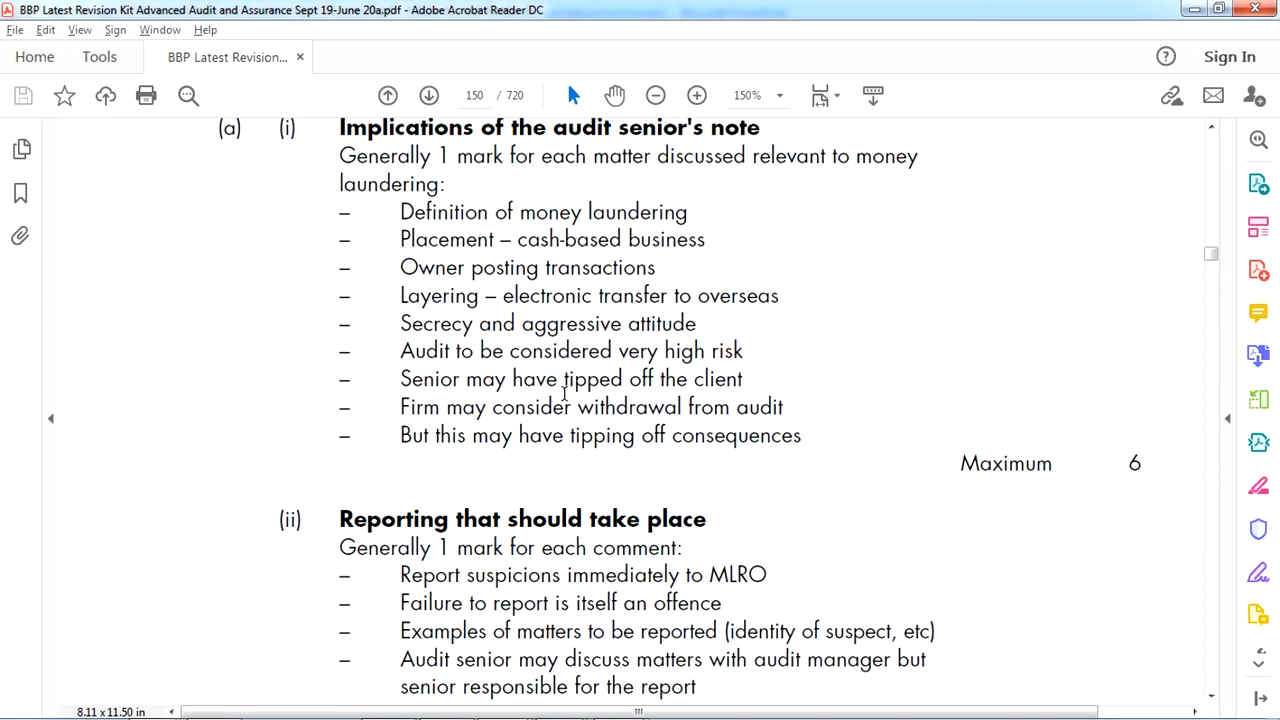 BBP Latest Revision Kit Advanced Audit and Assurance Sept 19-June 20a.pdf - Adobe Acrobat Reader DC
File Edit View Sign Window Help
Home Tools BBP Latest Revision... × Sign In
150 / 720 150%
(a) (i) Implications of the audit senior's note
Generally 1 mark for each matter discussed relevant to money
laundering:
– Definition of money laundering
– Placement – cash-based business
– Owner posting transactions
– Layering – electronic transfer to overseas
– Secrecy and aggressive attitude
– Audit to be considered very high risk
– Senior may have tipped off the client
– Firm may consider withdrawal from audit
– But this may have tipping off consequences
Maximum 6
(ii) Reporting that should take place
Generally 1 mark for each comment:
– Report suspicions immediately to MLRO
– Failure to report is itself an offence
– Examples of matters to be reported (identity of suspect, etc)
– Audit senior may discuss matters with audit manager but
senior responsible for the report
8.11 x 11.50 in